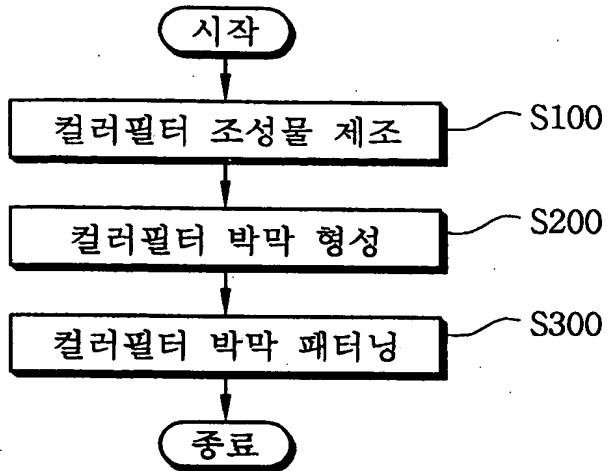 시작
컬러필터 조성물 제조
S100
컬러필터 박막 형성
S200
컬러필터 박막 패터닝
S300
종료